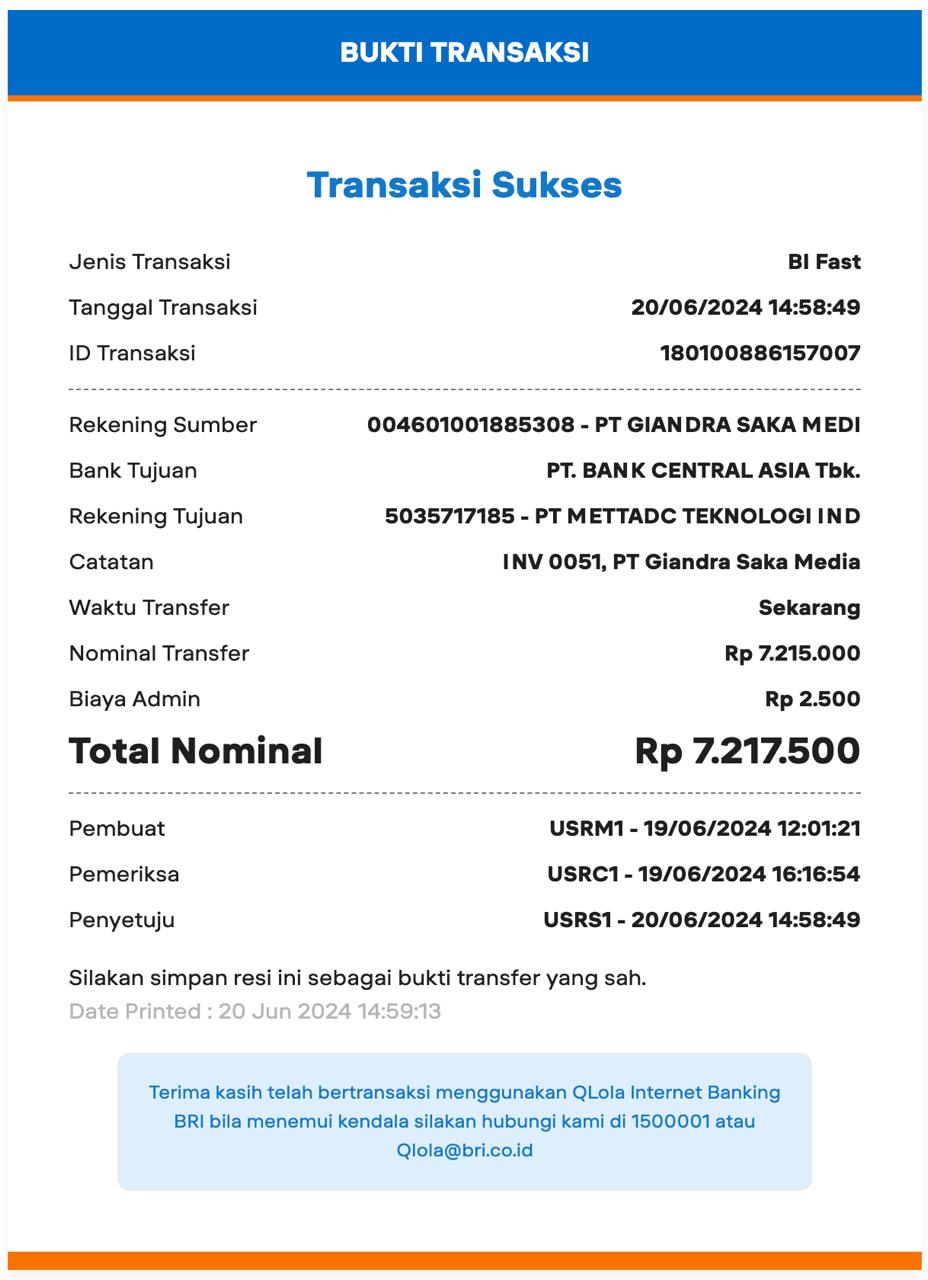 BUKTI TRANSAKSI
Transaksi Sukses
Jenis Transaksi BI Fast
Tanggal Transaksi 20/06/2024 14:58:49
ID Transaksi 180100886157007
Rekening Sumber 004601001885308 - PT GIANDRA SAKA MEDI
Bank Tujuan PT. BANK CENTRAL ASIA Tbk.
Rekening Tujuan 5035717185 - PT METTADC TEKNOLOGI IND
Catatan INV 0051, PT Giandra Saka Media
Waktu Transfer Sekarang
Nominal Transfer Rp 7.215.000
Biaya Admin Rp 2.500
Total Nominal Rp 7.217.500
Pembuat USRM1 - 19/06/2024 12:01:21
Pemeriksa USRC1 - 19/06/2024 16:16:54
Penyetuju USRS1 - 20/06/2024 14:58:49
Silakan simpan resi ini sebagai bukti transfer yang sah.
Date Printed : 20 Jun 2024 14:59:13
Terima kasih telah bertransaksi menggunakan QLola Internet Banking
BRI bila menemui kendala silakan hubungi kami di 1500001 atau
Qlola@bri.co.id